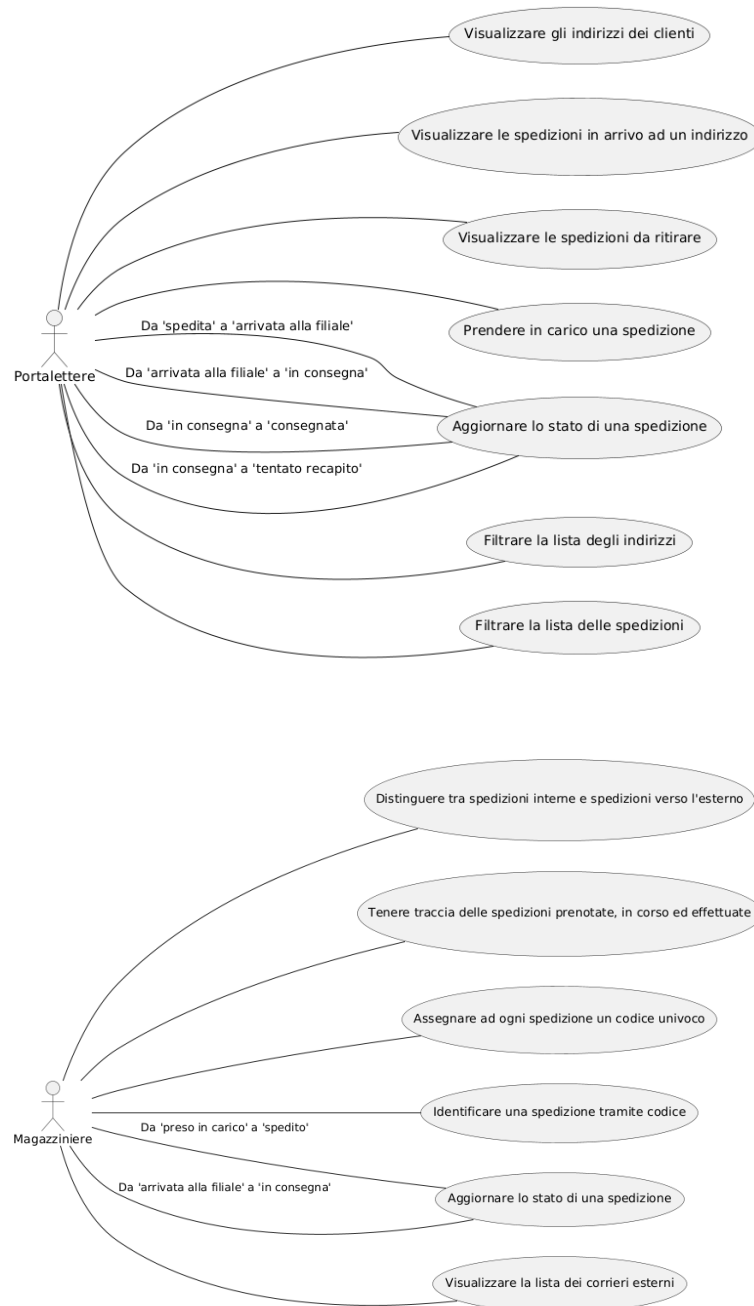 Visualizzare gli indirizzi dei clienti
Visualizzare le spedizioni in arrivo ad un indirizzo
Visualizzare le spedizioni da ritirare
Prendere in carico una spedizione
Da 'spedita' a 'arrivata alla filiale'
Portalettere
Da 'arrivata alla filiale' a 'in consegna'
Da 'in consegna' a 'consegnata'
Aggiornare lo stato di una spedizione
Da 'in consegna' a 'tentato recapito'
Filtrare la lista degli indirizzi
Filtrare la lista delle spedizioni
Distinguere tra spedizioni interne e spedizioni verso l'esterno
Tenere traccia delle spedizioni prenotate, in corso ed effettuate
Assegnare ad ogni spedizione un codice univoco
Identificare una spedizione tramite codice
Da 'preso in carico' a 'spedito'
Magazziniere
Da 'arrivata alla filiale' a 'in consegna'
Aggiornare lo stato di una spedizione
Visualizzare la lista dei corrieri esterni